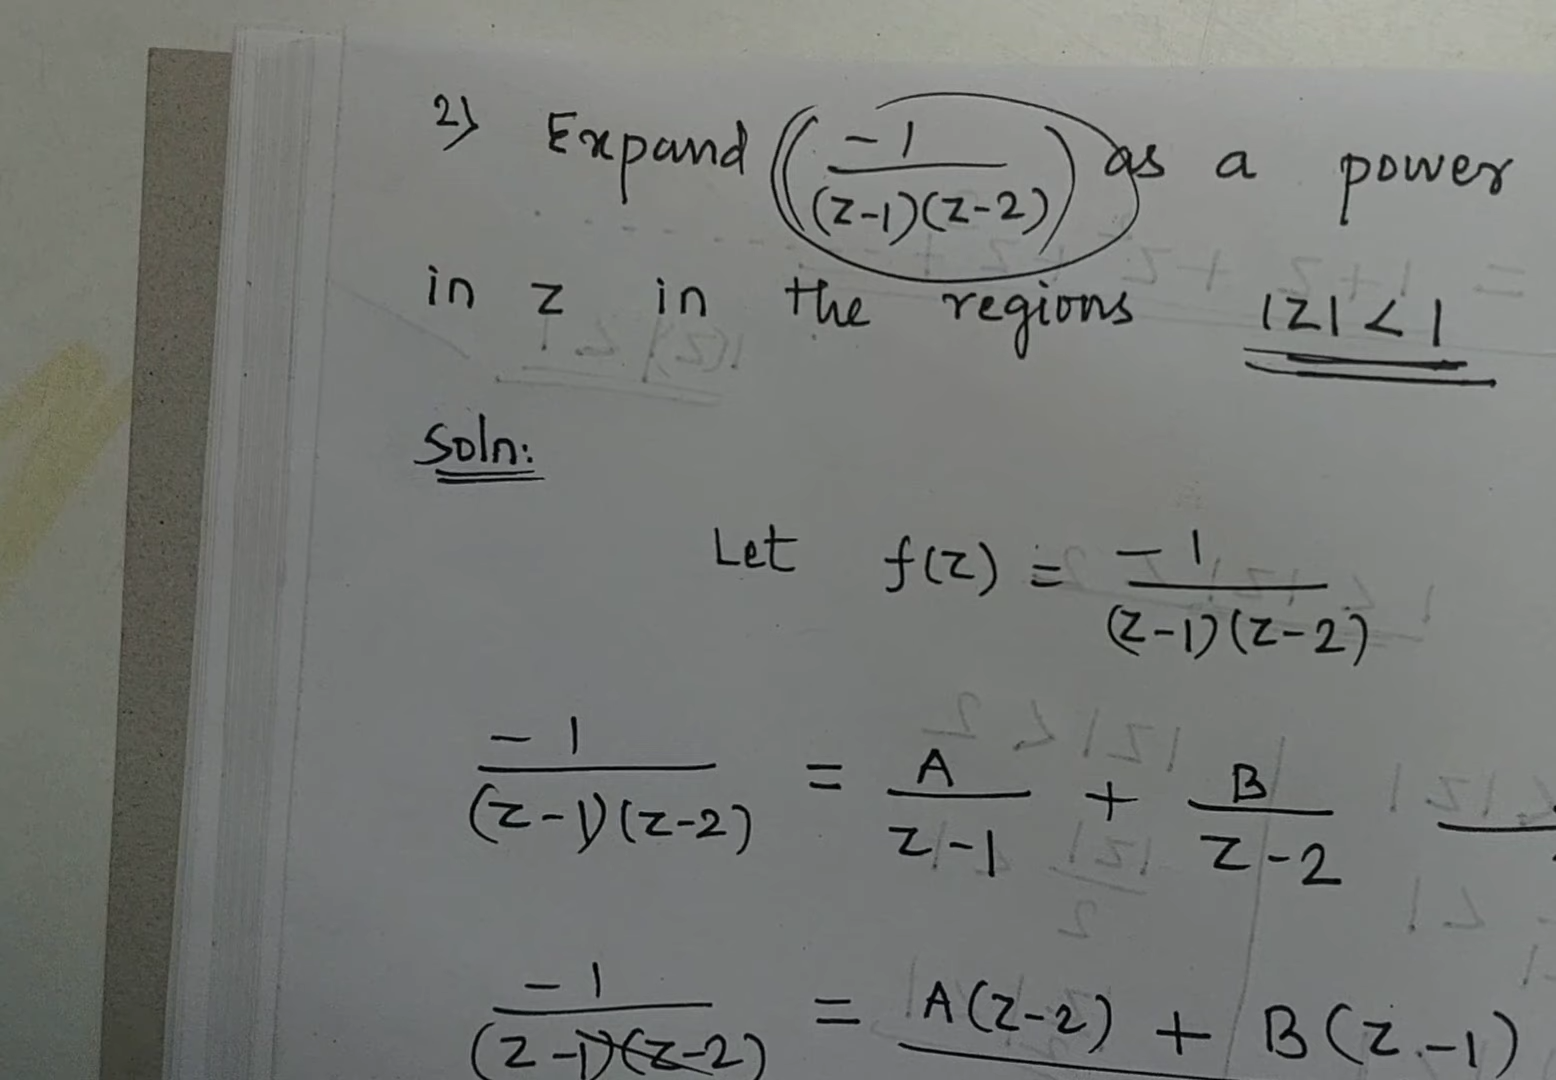 2) Expand (-1/(z-1)(z-2)) as a power
in z in the regions |z| < 1
Soln:
Let f(z) = -1/(z-1)(z-2)
-1/(z-1)(z-2) = A/z-1 + B/z-2
-1/(z-1)(z-2) = A(z-2) + B(z-1)